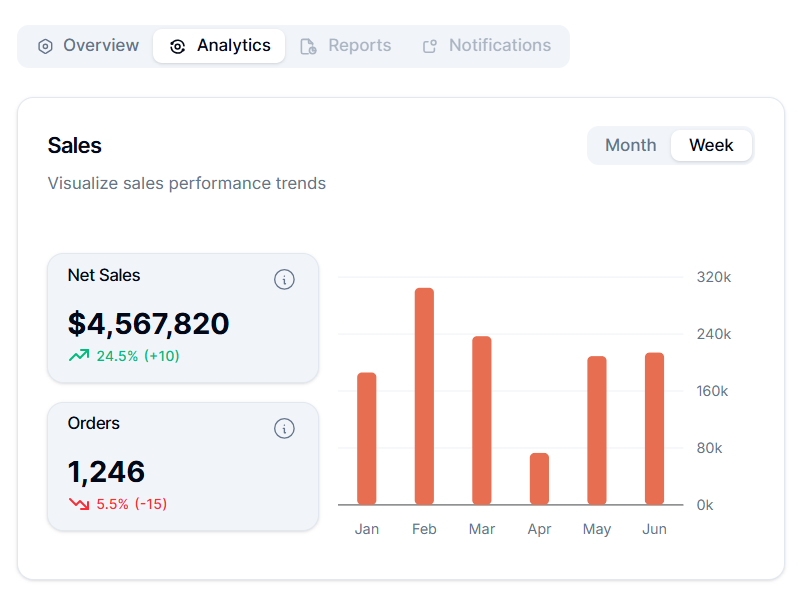 Overview Analytics Reports Notifications
Sales
Month Week
Visualize sales performance trends
Net Sales
$4,567,820
24.5% (+10)
Orders
1,246
5.5% (-15)
320k
240k
160k
80k
0k
Jan Feb Mar Apr May Jun